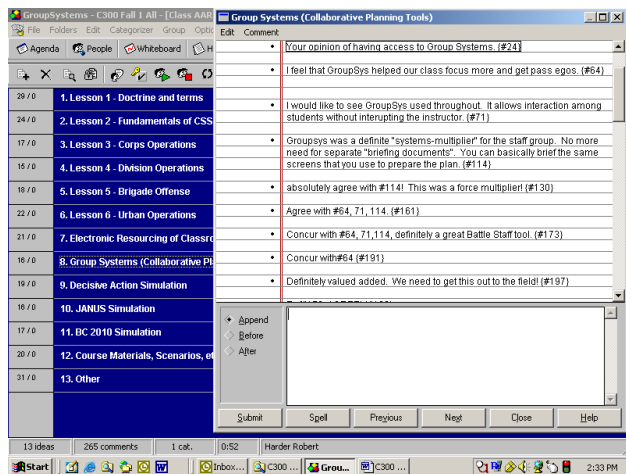 GroupSystems - C300 Fall 1 All - [Class AAR
File Folders Edit Categorizer Group Optic
Agenda People Whiteboard H
29 / 0 1. Lesson 1 - Doctrine and terms
24 / 0 2. Lesson 2 - Fundamentals of CSS
17 / 0 3. Lesson 3 - Corps Operations
15 / 0 4. Lesson 4 - Division Operations
18 / 0 5. Lesson 5 - Brigade Offense
22 / 0 6. Lesson 6 - Urban Operations
21 / 0 7. Electronic Resourcing of Classro
16 / 0 8. Group Systems (Collaborative Pl
19 / 0 9. Decisive Action Simulation
18 / 0 10. JANUS Simulation
17 / 0 11. BC 2010 Simulation
20 / 0 12. Course Materials, Scenarios, et
31 / 0 13. Other
Group Systems (Collaborative Planning Tools)
Edit Comment
• Your opinion of having access to Group Systems. {#24}
• I feel that GroupSys helped our class focus more and get pass egos. {#64}
• I would like to see GroupSys used throughout. It allows interaction among
students without interupting the instructor. {#71}
• Groupsys was a definite "systems-multiplier" for the staff group. No more
need for separate "briefing documents". You can basically brief the same
screens that you use to prepare the plan. {#114}
• absolutely agree with #114! This was a force multiplier! {#130}
• Agree with #64, 71, 114. {#161}
• Concur with #64, 71,114, definitely a great Battle Staff tool. {#173}
• Concur with#64 {#191}
• Definitely valued added. We need to get this out to the field! {#197}
Append
Before
After
Submit Spell Previous Next Close Help
13 ideas 265 comments 1 cat. 0:52 Harder Robert
Start Inbox... C300 ... Grou... C300 ... 2:33 PM